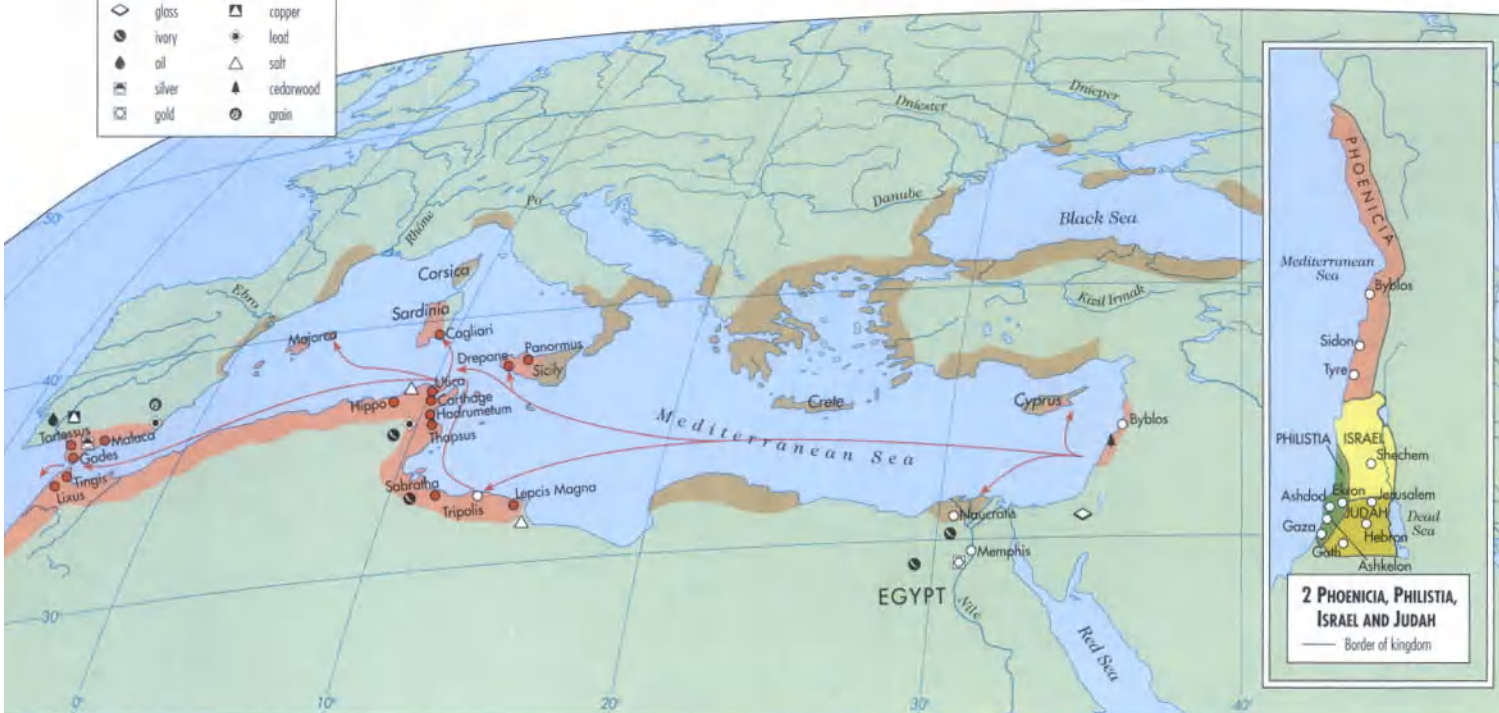 glass
copper
ivory
lead
oil
salt
silver
cedarwood
gold
grain
50°
40°
30°
0°
10°
20°
30°
40°
Dniester
Dnieper
Danube
Rhône
Po
Ebro
Kizil Irmak
Black Sea
Corsica
Sardinia
Cagliari
Majorca
Drepane
Panormus
Sicily
Utica
Carthage
Hadrumetum
Thapsus
Hippo
Crete
Cyprus
Byblos
Mediterranean Sea
Tartessus
Malaca
Gades
Tingis
Lixus
Sabratha
Tripolis
Lepcis Magna
Naucratis
Memphis
EGYPT
Nile
Red Sea
PHOENICIA
Mediterranean
Sea
Byblos
Sidon
Tyre
PHILISTIA
ISRAEL
Shechem
Ashdod
Ekron
Jerusalem
JUDAH
Dead
Sea
Gaza
Hebron
Gath
Ashkelon
2 PHOENICIA, PHILISTIA,
ISRAEL AND JUDAH
Border of kingdom